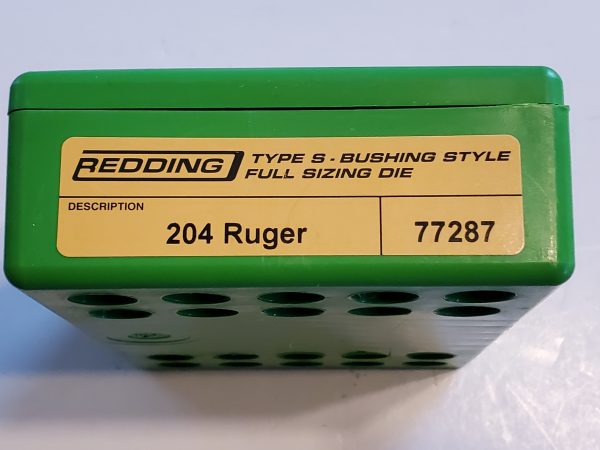 REDDING
TYPE S - BUSHING STYLE
FULL SIZING DIE
DESCRIPTION
204 Ruger
77287